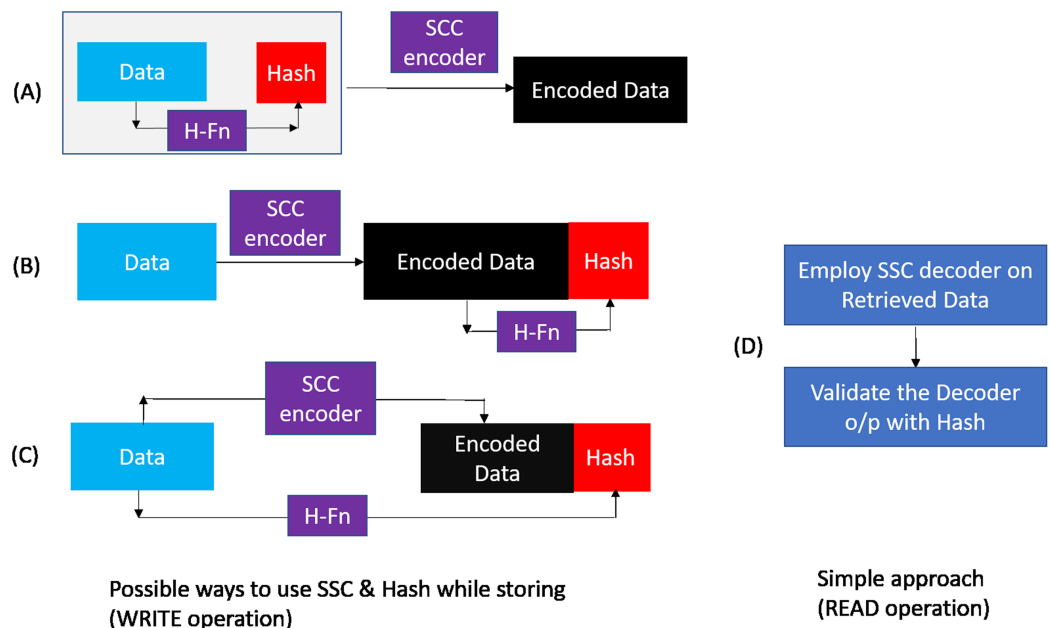 SCC
encoder
Data
Hash
(A)
Encoded Data
H-Fn
SCC
encoder
(B)
Data
Encoded Data
Hash
H-Fn
SCC
encoder
(C)
Data
Encoded
Data
Hash
H-Fn
Possible ways to use SSC & Hash while storing
(WRITE operation)
Employ SSC decoder on
Retrieved Data
(D)
Validate the Decoder
o/p with Hash
Simple approach
(READ operation)